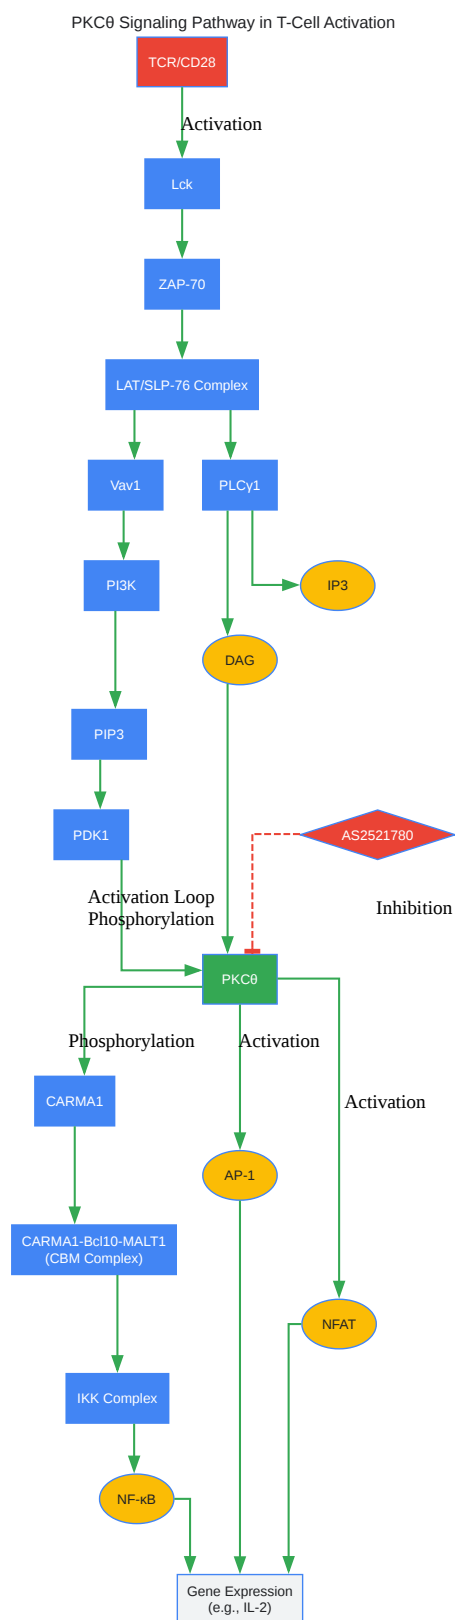 PKCθ Signaling Pathway in T-Cell Activation
TCR/CD28
Activation
Lck
ZAP-70
LAT/SLP-76 Complex
Vav1
PLCγ1
PI3K
IP3
DAG
PIP3
PDK1
AS2521780
Activation Loop
Phosphorylation
Inhibition
PKCθ
Phosphorylation
Activation
CARMA1
Activation
AP-1
CARMA1-Bcl10-MALT1
(CBM Complex)
NFAT
IKK Complex
NF-κB
Gene Expression
(e.g., IL-2)